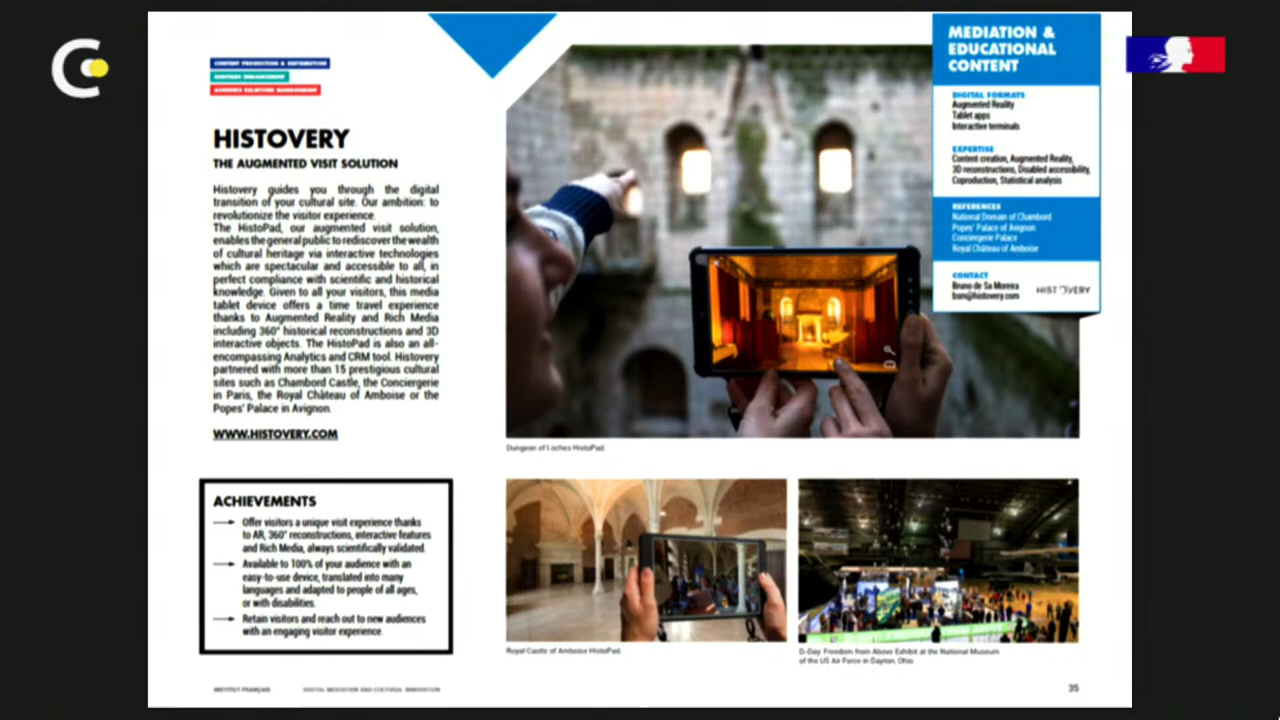 CONTENT PRODUCTION & DISTRIBUTION
HERITAGE ENHANCEMENT
AUDIENCE RELATIONS MANAGEMENT
HISTOVERY
THE AUGMENTED VISIT SOLUTION
Histovery guides you through the digital
transition of your cultural site. Our ambition: to
revolutionize the visitor experience.
The HistoPad, our augmented visit solution,
enables the general public to rediscover the wealth
of cultural heritage via interactive technologies
which are spectacular and accessible to all, in
perfect compliance with scientific and historical
knowledge. Given to all your visitors, this media
tablet device offers a time travel experience
thanks to Augmented Reality and Rich Media
including 360° historical reconstructions and 3D
interactive objects. The HistoPad is also an all-
encompassing Analytics and CRM tool. Histovery
partnered with more than 15 prestigious cultural
sites such as Chambord Castle, the Conciergerie
in Paris, the Royal Château of Amboise or the
Popes' Palace in Avignon.
WWW.HISTOVERY.COM
ACHIEVEMENTS
Offer visitors a unique visit experience thanks
to AR, 360° reconstructions, interactive features
and Rich Media, always scientifically validated.
Available to 100% of your audience with an
easy-to-use device, translated into many
languages and adapted to people of all ages,
or with disabilities.
Retain visitors and reach out to new audiences
with an engaging visitor experience.
MEDIATION &
EDUCATIONAL
CONTENT
DIGITAL FORMATS
Augmented Reality
Tablet apps
Interactive terminals
EXPERTISE
Content creation, Augmented Reality,
3D reconstructions, Disabled accessibility,
Coproduction, Statistical analysis
REFERENCES
National Domain of Chambord
Popes' Palace of Avignon
Conciergerie Palace
Royal Château of Amboise
CONTACT
Bruno de Sa Moreira
bsm@histovery.com
HISTOVERY
Dungeon of Loches HistoPad
Royal Castle of Amboise HistoPad
D-Day: Freedom from Above Exhibit at the National Museum
of the US Air Force in Dayton, Ohio
INSTITUT FRANÇAIS
DIGITAL MEDIATION AND CULTURAL INNOVATION
35